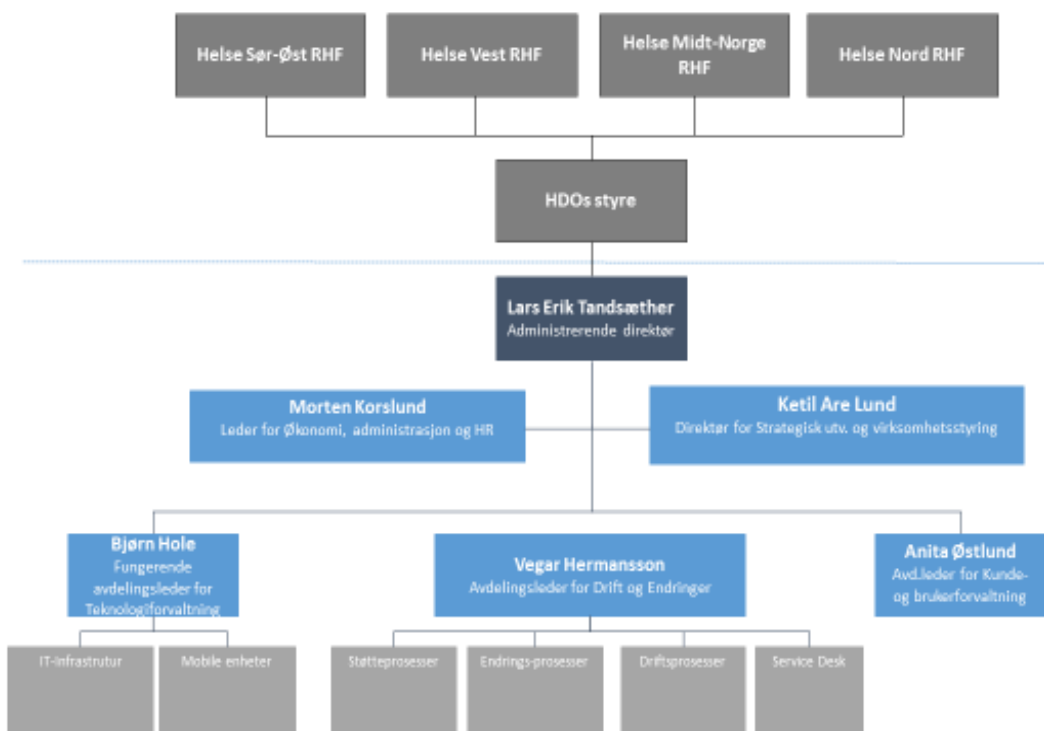 Helse Sør-Øst RHF
Helse Vest RHF
Helse Midt-Norge
RHF
Helse Nord RHF
HDOs styre
Lars Erik Tandsæther
Administrerende direktør
Morten Korslund
Leder for Økonomi, administrasjon og HR
Ketil Are Lund
Direktør for Strategisk utv. og virksomhetsstyring
Bjørn Hole
Fungerende
avdelingsleder for
Teknologiforvaltning
Vegar Hermansson
Avdelingsleder for Drift og Endringer
Anita Østlund
Avd.leder for Kunde-
og brukerforvaltning
IT-Infrastrutur
Mobile enheter
Støtteprosesser
Endrings-prosesser
Driftsprosesser
Service Desk